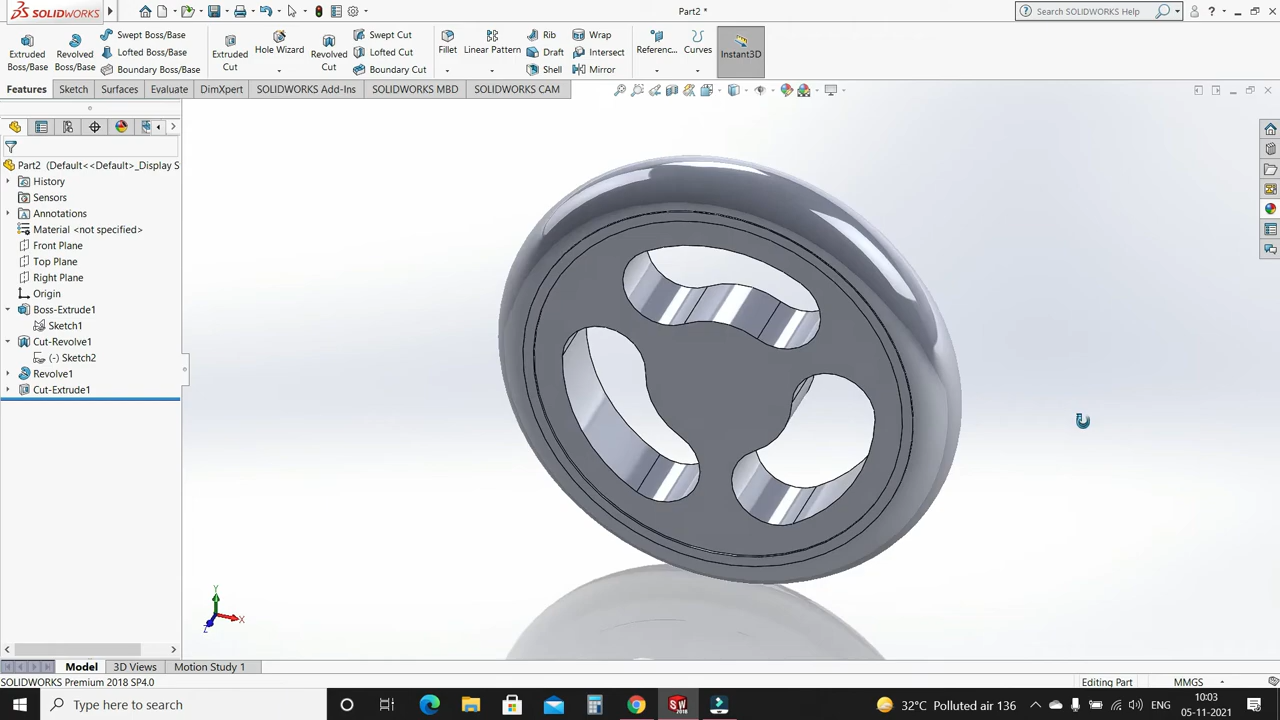 SOLIDWORKS
Part2 *
Search SOLIDWORKS Help
Extruded Boss/Base
Revolved Boss/Base
Swept Boss/Base
Lofted Boss/Base
Boundary Boss/Base
Extruded Cut
Hole Wizard
Revolved Cut
Swept Cut
Lofted Cut
Boundary Cut
Fillet
Linear Pattern
Rib
Draft
Shell
Wrap
Intersect
Mirror
Referenc...
Curves
Instant3D
Features
Sketch
Surfaces
Evaluate
DimXpert
SOLIDWORKS Add-Ins
SOLIDWORKS MBD
SOLIDWORKS CAM
Part2 (Default<<Default>_Display S
History
Sensors
Annotations
Material <not specified>
Front Plane
Top Plane
Right Plane
Origin
Boss-Extrude1
Sketch1
Cut-Revolve1
(-) Sketch2
Revolve1
Cut-Extrude1
Y
X
Z
Model
3D Views
Motion Study 1
SOLIDWORKS Premium 2018 SP4.0
Editing Part
MMGS
Type here to search
32°C Polluted air 136
ENG
10:03
05-11-2021